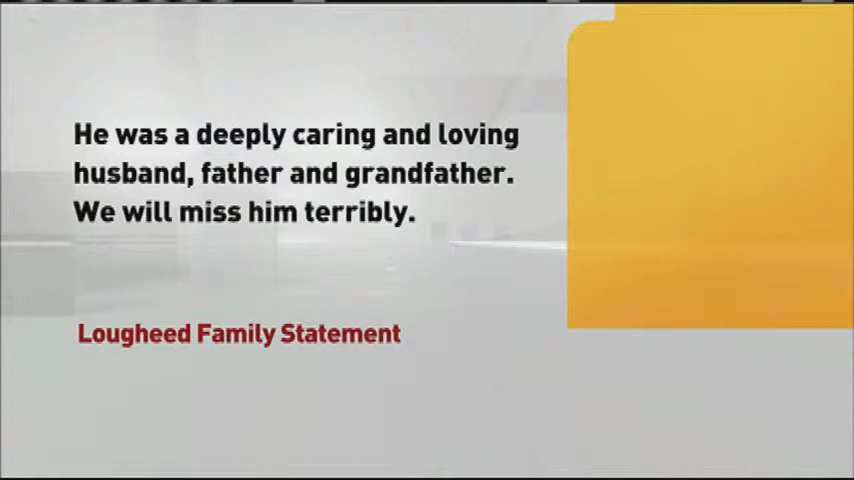 He was a deeply caring and loving
husband, father and grandfather.
We will miss him terribly.
Lougheed Family Statement